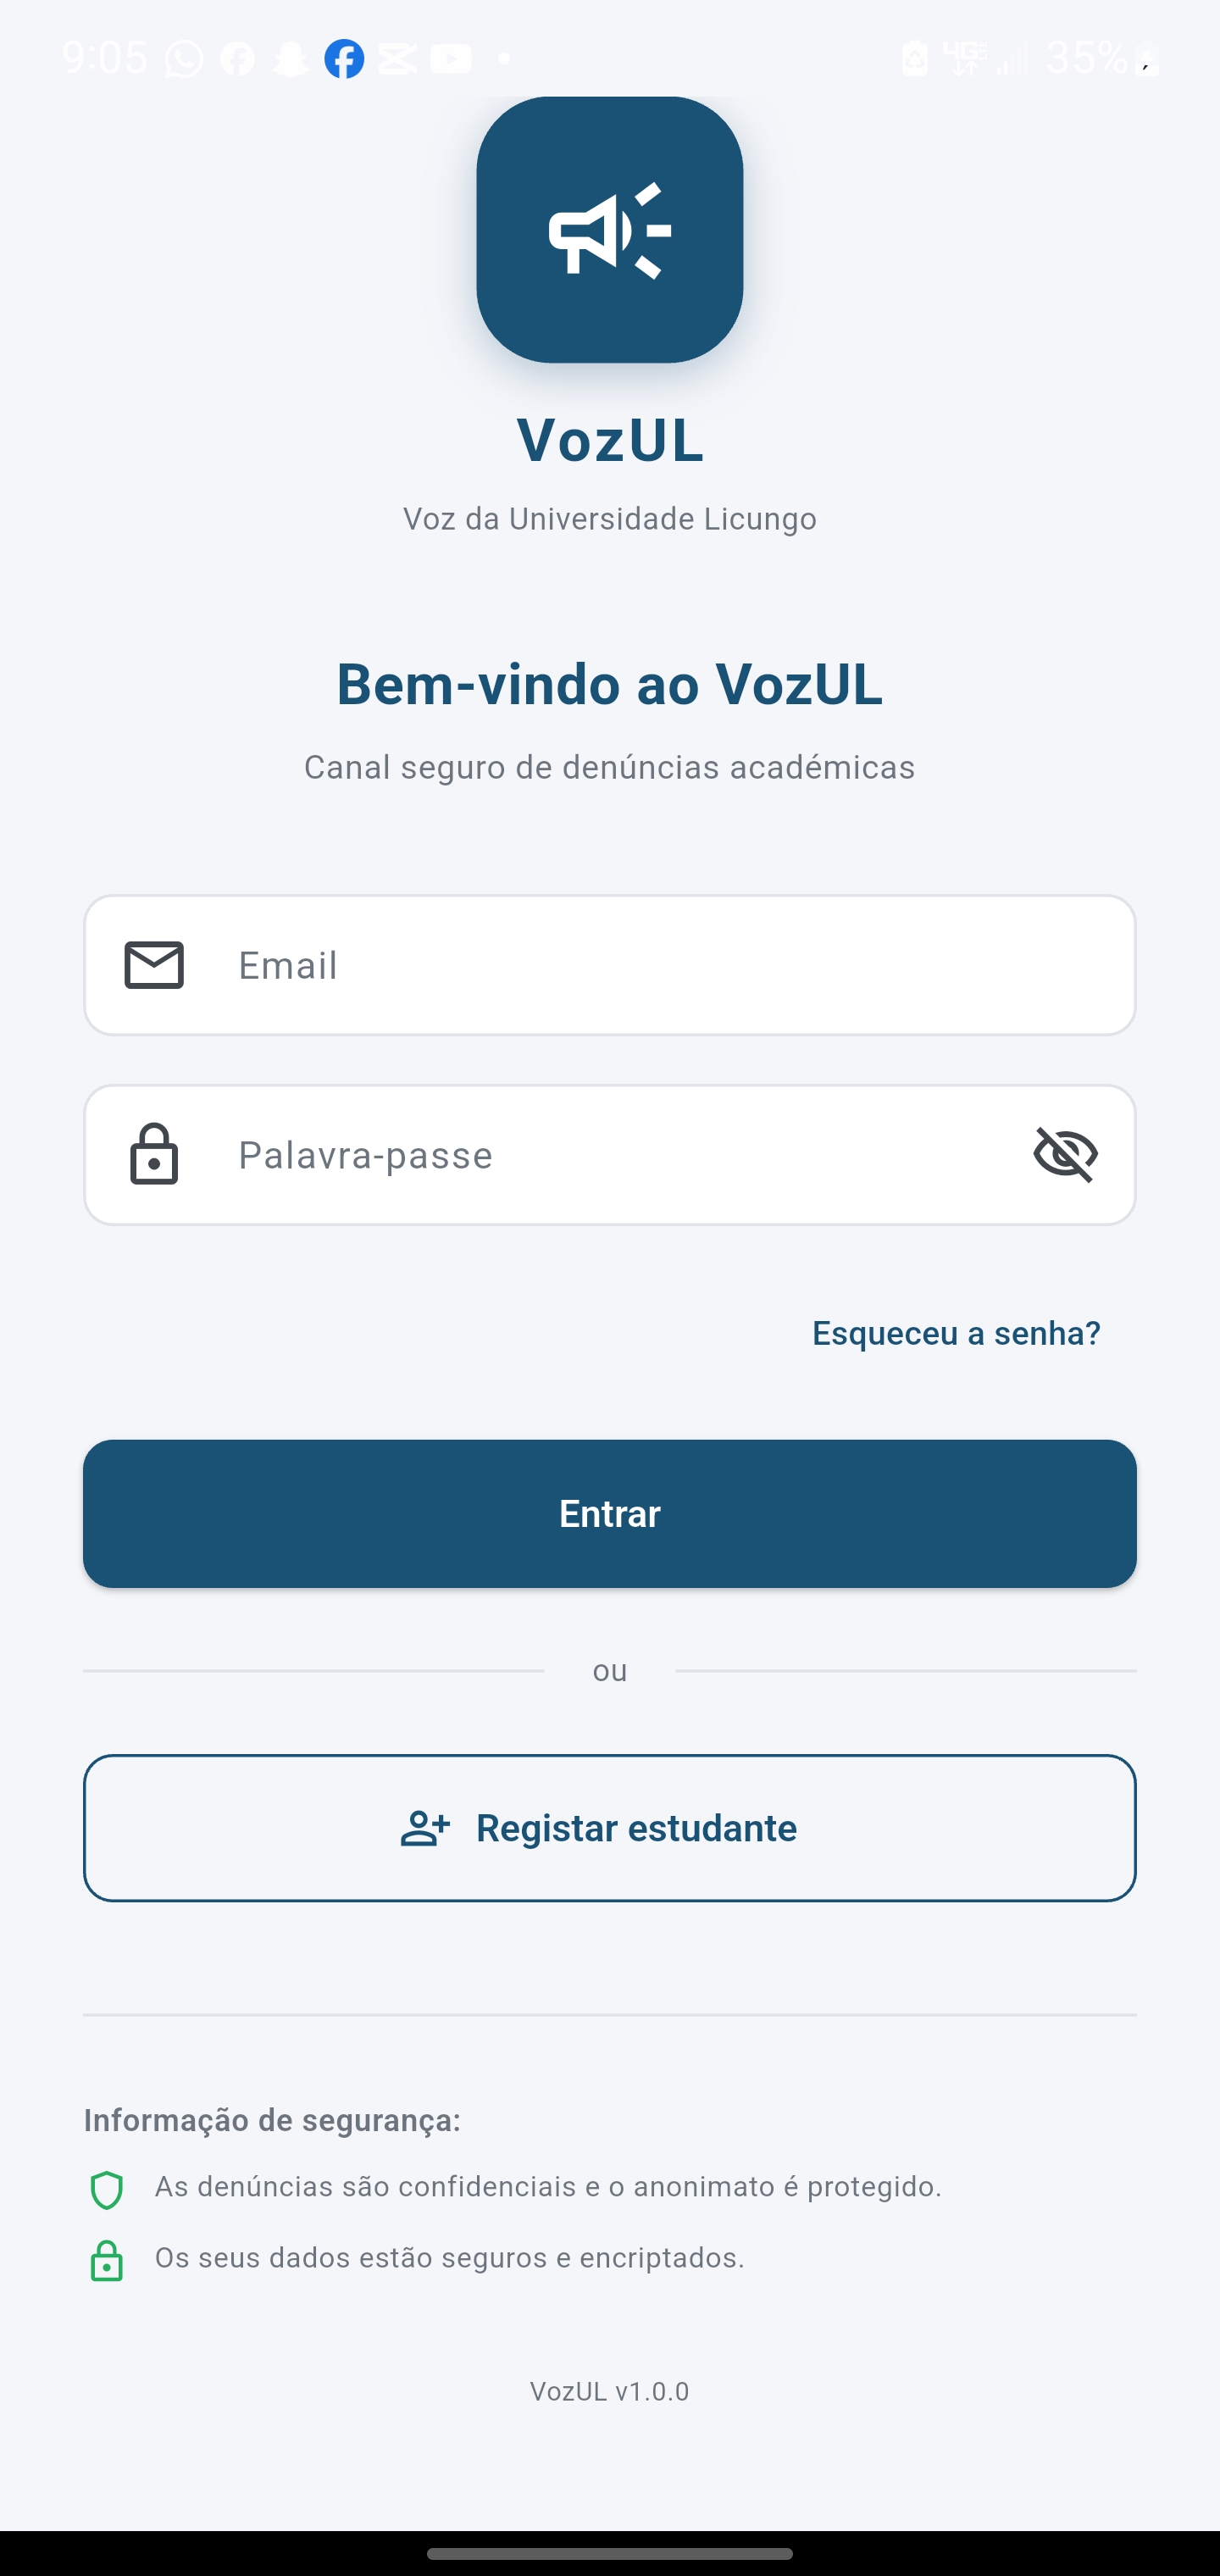 9:05
4G 35%
VozUL
Voz da Universidade Licungo
Bem-vindo ao VozUL
Canal seguro de denúncias académicas
Email
Palavra-passe
Esqueceu a senha?
Entrar
ou
Registar estudante
Informação de segurança:
As denúncias são confidenciais e o anonimato é protegido.
Os seus dados estão seguros e encriptados.
VozUL v1.0.0